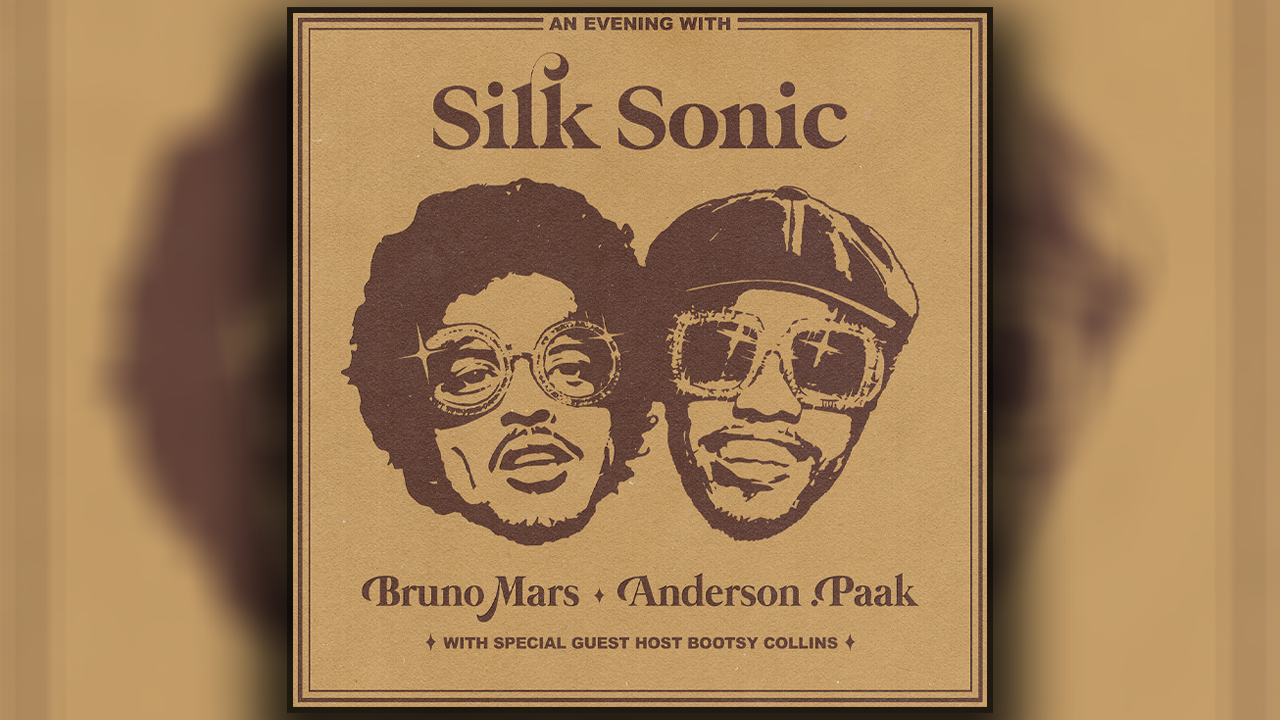 AN EVENING WITH
Silk Sonic
Bruno Mars ✦ Anderson .Paak
✦ WITH SPECIAL GUEST HOST BOOTSY COLLINS ✦